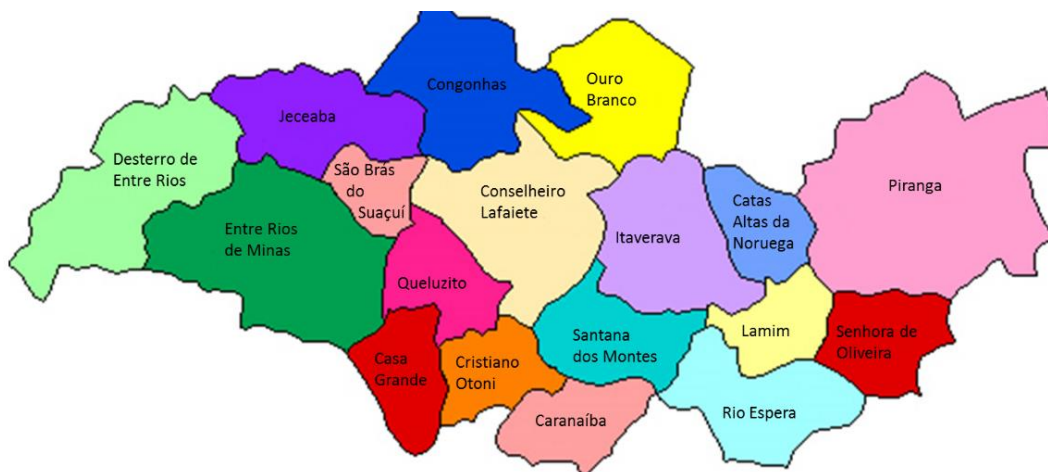 Congonhas
Ouro
Branco
Jeceaba
Desterro de
Entre Rios
São Brás
do
Suaçuí
Conselheiro
Lafaiete
Catas
Altas da
Noruega
Piranga
Entre Rios
de Minas
Itaverava
Queluzito
Santana
dos Montes
Lamim
Senhora de
Oliveira
Casa
Grande
Cristiano
Otoni
Caranaíba
Rio Espera